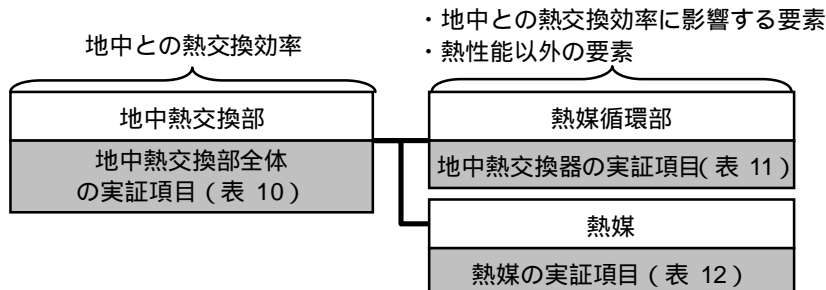 地中との熱交換効率
・地中との熱交換効率に影響する要素
・熱性能以外の要素
地中熱交換部
地中熱交換部全体
の実証項目（表 10）
熱媒循環部
地中熱交換器の実証項目（表 11）
熱媒
熱媒の実証項目（表 12）